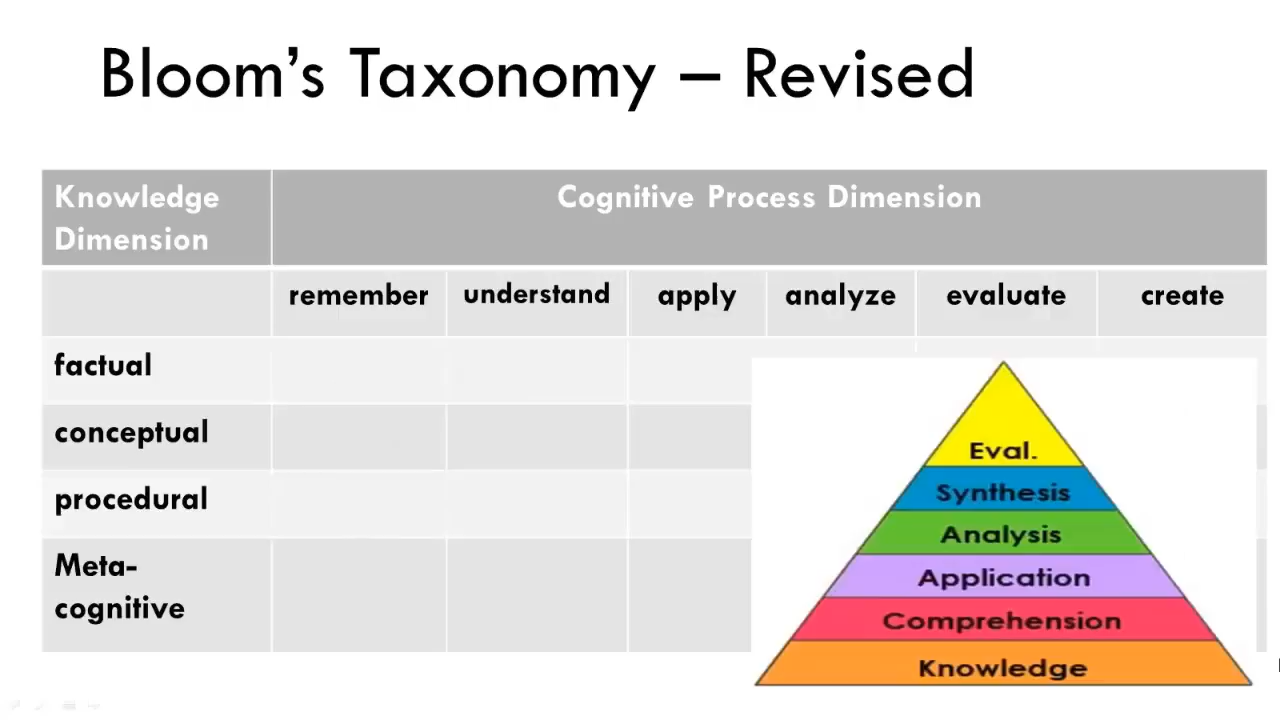 Bloom’s Taxonomy – Revised
Knowledge Dimension
Cognitive Process Dimension
remember understand apply analyze evaluate create
factual
conceptual
procedural
Meta-
cognitive
Eval.
Synthesis
Analysis
Application
Comprehension
Knowledge